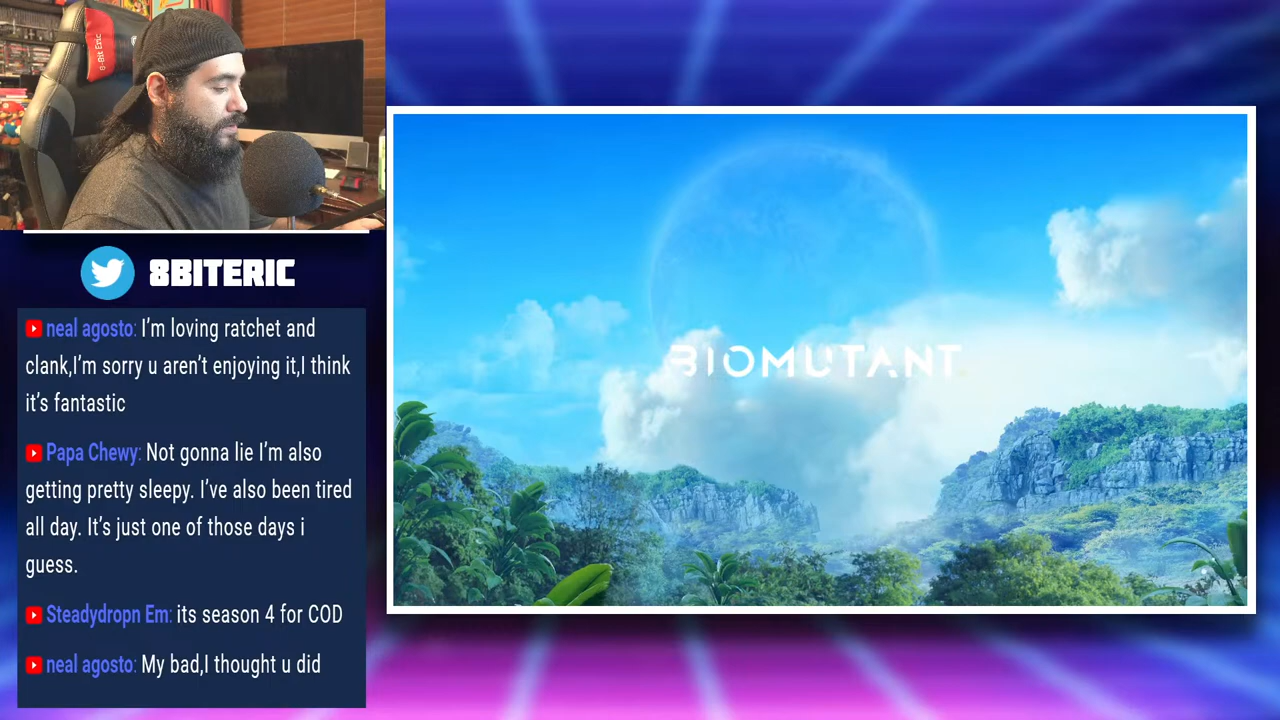 8-Bit Eric
8BITERIC
neal agosto: I'm loving ratchet and
clank,I'm sorry u aren't enjoying it,I think
it's fantastic
Papa Chewy: Not gonna lie I'm also
getting pretty sleepy. I've also been tired
all day. It's just one of those days i
guess.
Steadydropn Em: its season 4 for COD
neal agosto: My bad,I thought u did
BIOMUTANT